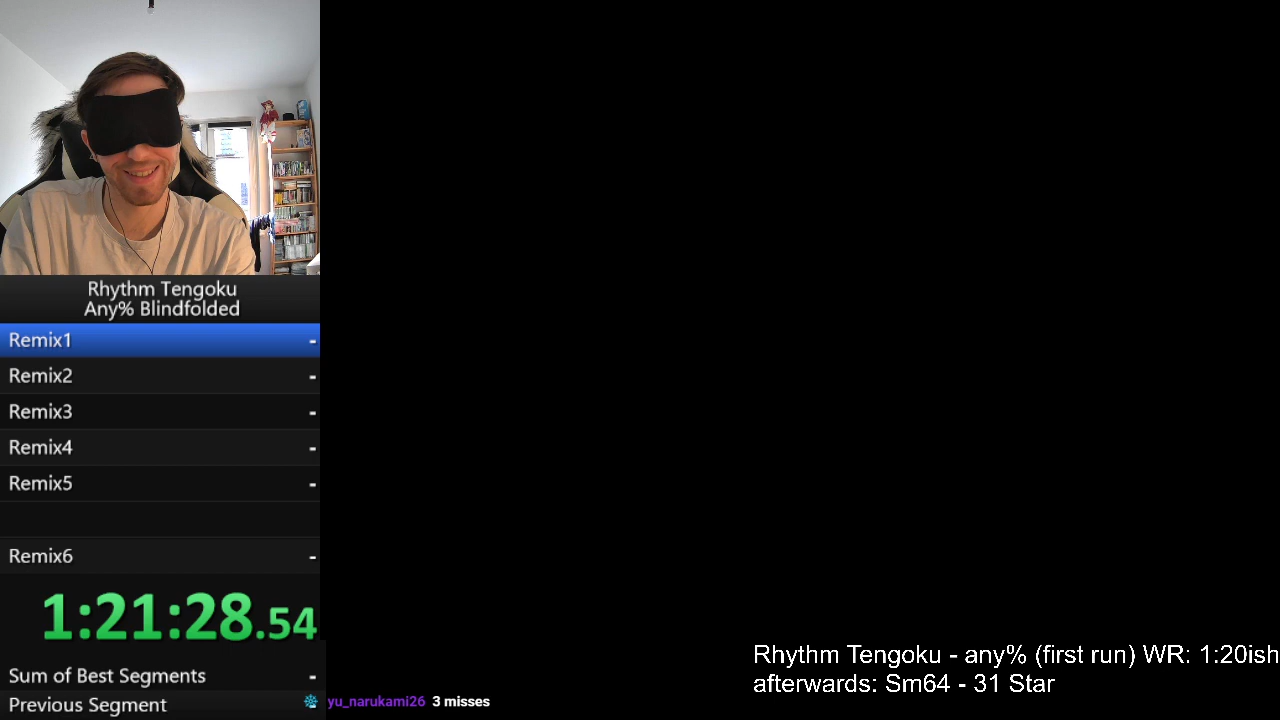 Rhythm Tengoku
Any% Blindfolded
Remix1 -
Remix2 -
Remix3 -
Remix4 -
Remix5 -
Remix6 -
1:21:28.54
Sum of Best Segments -
Previous Segment
yu_narukami26 3 misses
Rhythm Tengoku - any% (first run) WR: 1:20ish
afterwards: Sm64 - 31 Star